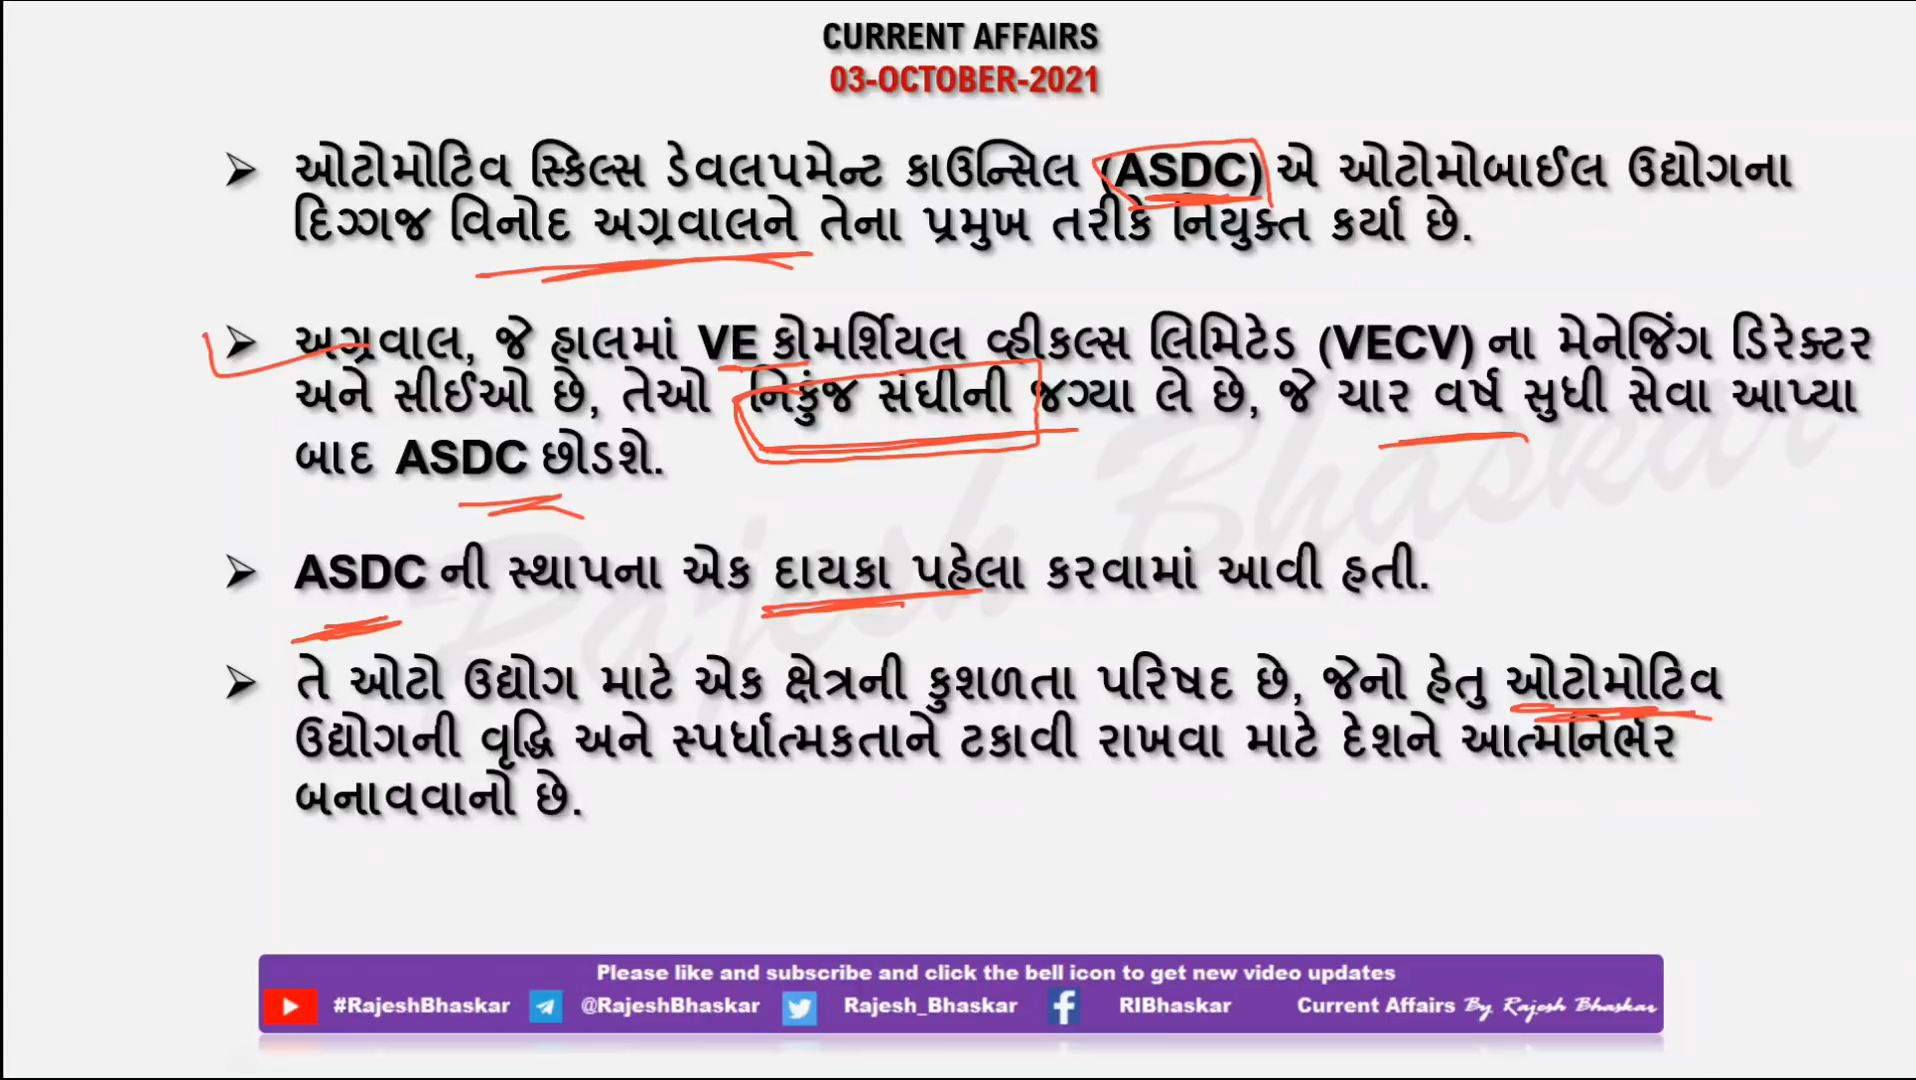 CURRENT AFFAIRS
03-OCTOBER-2021
➢ ઓટોમોટિવ સ્કિલ્સ ડેવલપમેન્ટ કાઉન્સિલ (ASDC) એ ઓટોમોબાઈલ ઉદ્યોગના
દિગ્ગજ વિનોદ અગ્રવાલને તેના પ્રમુખ તરીકે નિયુક્ત કર્યા છે.
➢ અગ્રવાલ, જે હાલમાં VE કોમર્શિયલ વ્હીકલ્સ લિમિટેડ (VECV) ના મેનેજિંગ ડિરેક્ટર
અને સીઈઓ છે, તેઓ નિકુંજ સંઘીની જગ્યા લે છે, જે ચાર વર્ષ સુધી સેવા આપ્યા
બાદ ASDC છોડશે.
➢ ASDC ની સ્થાપના એક દાયકા પહેલા કરવામાં આવી હતી.
➢ તે ઓટો ઉદ્યોગ માટે એક ક્ષેત્રની કુશળતા પરિષદ છે, જેનો હેતુ ઓટોમોટિવ
ઉદ્યોગની વૃદ્ધિ અને સ્પર્ધાત્મકતાને ટકાવી રાખવા માટે દેશને આત્મનિર્ભર
બનાવવાનો છે.
Rajesh Bhaskar
Please like and subscribe and click the bell icon to get new video updates
#RajeshBhaskar @RajeshBhaskar Rajesh_Bhaskar RIBhaskar Current Affairs By. Rajesh Bhaskar